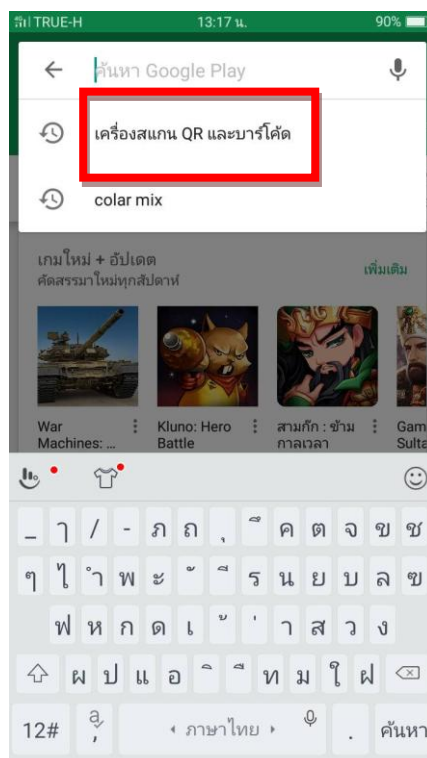 TRUE-H 13:17 น. 90%
ค้นหา Google Play
เครื่องสแกน QR และบาร์โค้ด
colar mix
เกมใหม่ + อัปเดต
คัดสรรมาใหม่ทุกสัปดาห์
เพิ่มเติม
War Machines: ...
Kluno: Hero Battle
สามก๊ก : ข้ามกาลเวลา
Gam
Sulta
_ ๅ / - ภ ถ ุ ึ ค ต จ ข ช
ๆ ไ ำ พ ะ ั ี ร น ย บ ล ฃ
ฟ ห ก ด เ ้ ่ า ส ว ง
ผ ป แ อ ิ ื ท ม ใ ฝ
12# , ภาษาไทย . ค้นหา